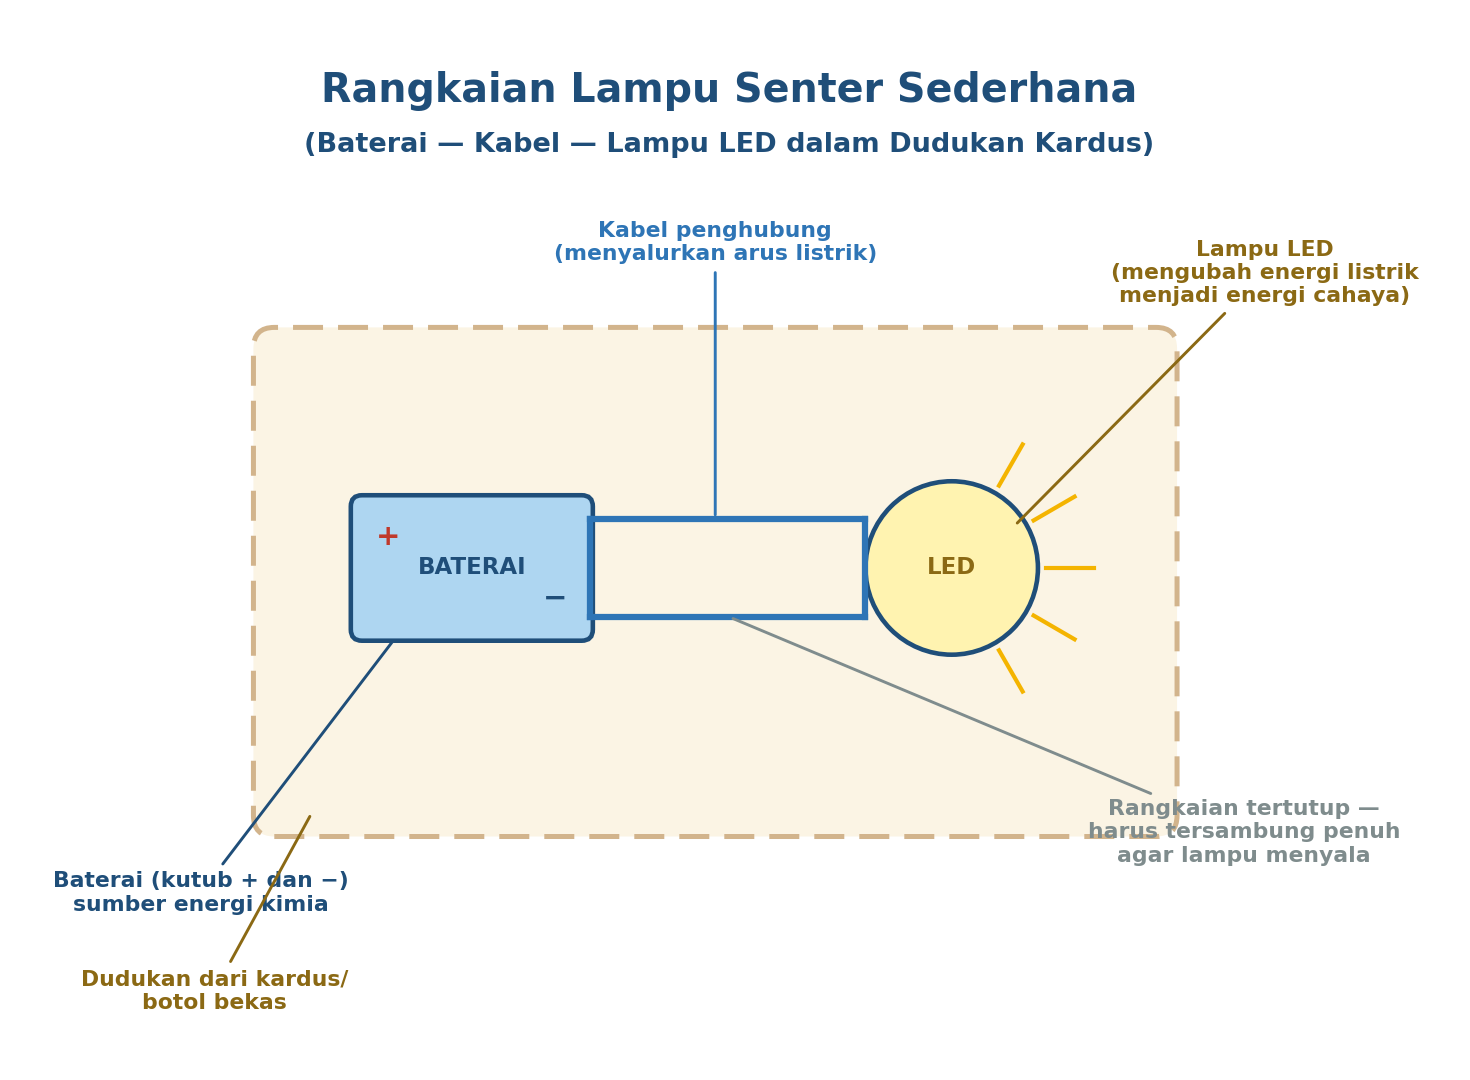 Rangkaian Lampu Senter Sederhana
(Baterai — Kabel — Lampu LED dalam Dudukan Kardus)
Kabel penghubung
(menyalurkan arus listrik)
Lampu LED
(mengubah energi listrik
menjadi energi cahaya)
+
BATERAI
−
LED
Rangkaian tertutup —
harus tersambung penuh
agar lampu menyala
Baterai (kutub + dan −)
sumber energi kimia
Dudukan dari kardus/
botol bekas